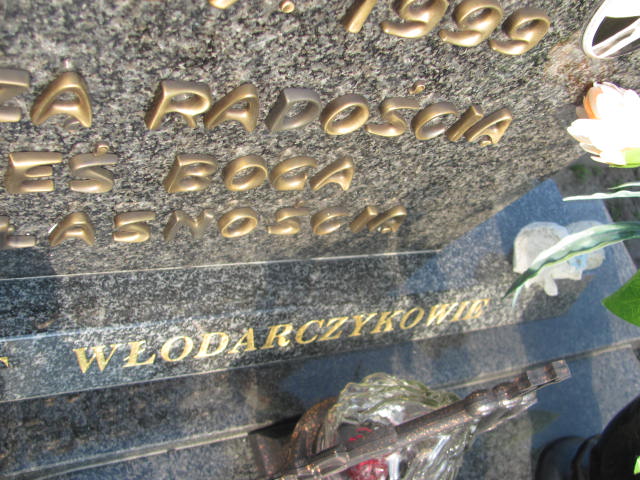 1999
ZA RADOŚCIĄ
EŚ BOGA
ŁASNOŚCIĄ
WŁODARCZYKOWIE